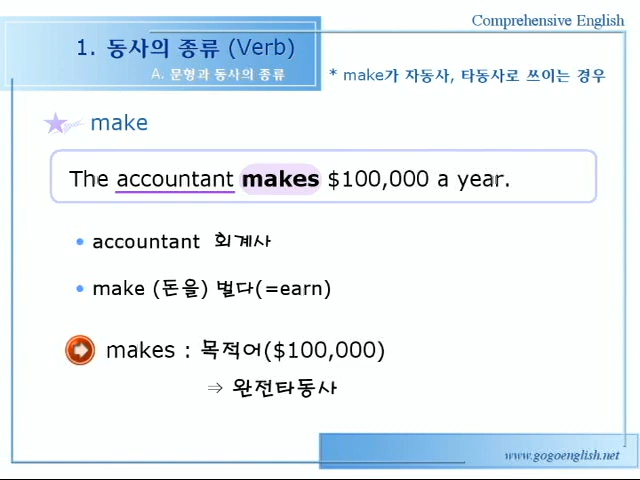 Comprehensive English
1. 동사의 종류 (Verb)
A. 문형과 동사의 종류
* make가 자동사, 타동사로 쓰이는 경우
make
The accountant makes $100,000 a year.
• accountant 회계사
• make (돈을) 벌다(=earn)
makes : 목적어($100,000)
⇒ 완전타동사
www.gogoenglish.net